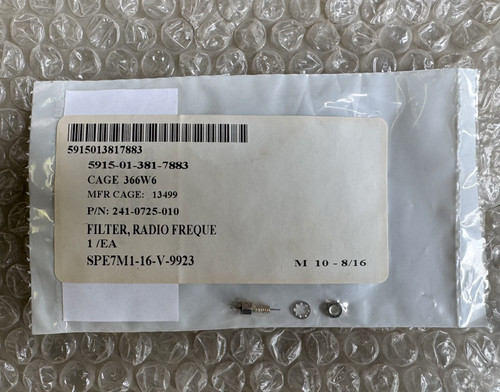 5915013817883
5915-01-381-7883
CAGE 366W6
MFR CAGE: 13499
P/N: 241-0725-010
FILTER, RADIO FREQUE
1 /EA
SPE7M1-16-V-9923 M 10 - 8/16